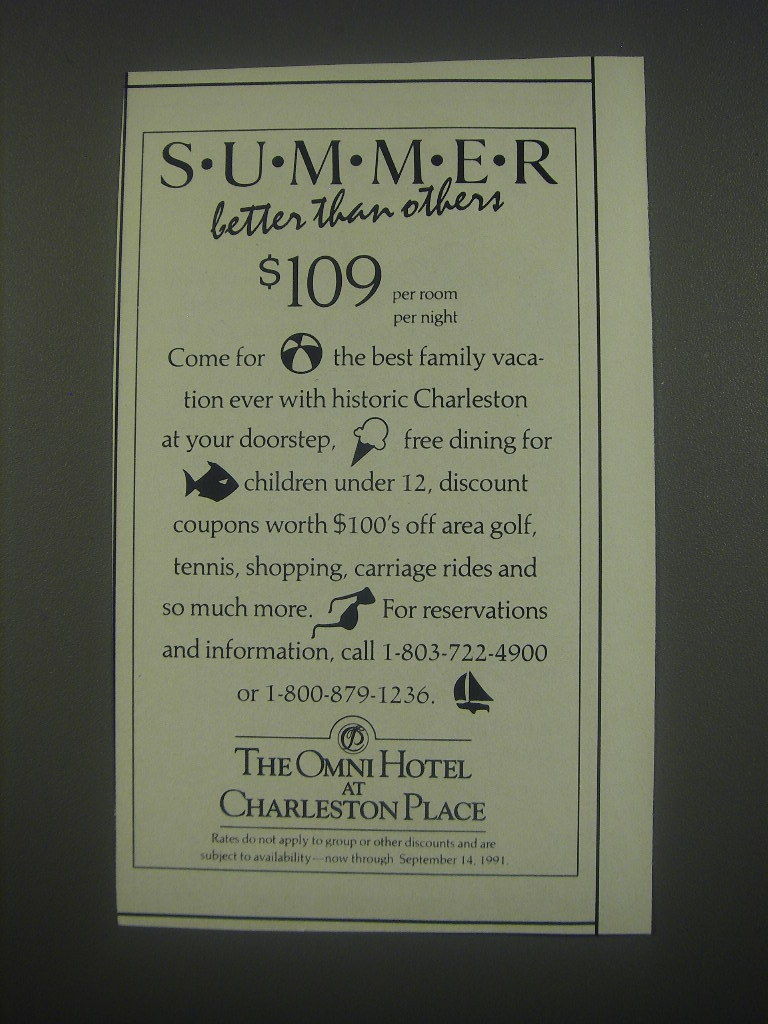 S•U•M•M•E•R
better than others
$109 per room
per night
Come for the best family vaca-
tion ever with historic Charleston
at your doorstep, free dining for
children under 12, discount
coupons worth $100's off area golf,
tennis, shopping, carriage rides and
so much more. For reservations
and information, call 1-803-722-4900
or 1-800-879-1236.
THE OMNI HOTEL
AT
CHARLESTON PLACE
Rates do not apply to group or other discounts and are
subject to availability—now through September 14, 1991.